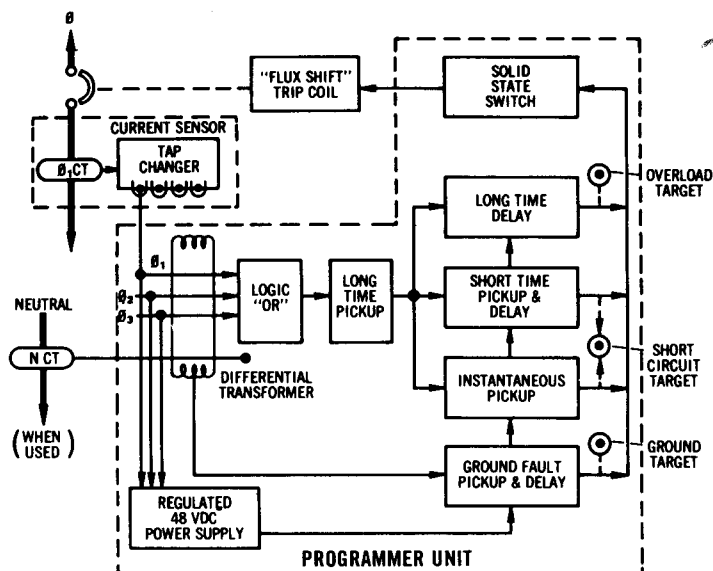 Ø
"FLUX SHIFT"
TRIP COIL
SOLID
STATE
SWITCH
CURRENT SENSOR
TAP
CHANGER
Ø₁CT
OVERLOAD
TARGET
LONG TIME
DELAY
Ø₁
Ø₂
Ø₃
LOGIC
"OR"
LONG
TIME
PICKUP
SHORT TIME
PICKUP
& DELAY
NEUTRAL
N CT
(WHEN
USED)
DIFFERENTIAL
TRANSFORMER
INSTANTANEOUS
PICKUP
SHORT
CIRCUIT
TARGET
GROUND FAULT
PICKUP & DELAY
GROUND
TARGET
REGULATED
48 VDC
POWER SUPPLY
PROGRAMMER UNIT